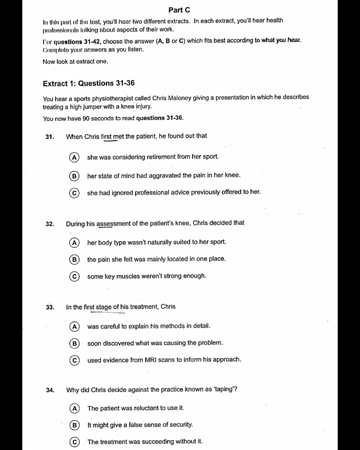 Part C
In this part of the test, you'll hear two different extracts. In each extract, you'll hear health
professionals talking about aspects of their work.
For questions 31-42, choose the answer (A, B or C) which fits best according to what you hear.
Complete your answers as you listen.
Now look at extract one.
Extract 1: Questions 31-36
You hear a sports physiotherapist called Chris Maloney giving a presentation in which he describes
treating a high jumper with a knee injury.
You now have 90 seconds to read questions 31-36.
31. When Chris first met the patient, he found out that
A she was considering retirement from her sport.
B her state of mind had aggravated the pain in her knee.
C she had ignored professional advice previously offered to her.
32. During his assessment of the patient's knee, Chris decided that
A her body type wasn't naturally suited to her sport.
B the pain she felt was mainly located in one place.
C some key muscles weren't strong enough.
33. In the first stage of his treatment, Chris
A was careful to explain his methods in detail.
B soon discovered what was causing the problem.
C used evidence from MRI scans to inform his approach.
34. Why did Chris decide against the practice known as 'taping'?
A The patient was reluctant to use it.
B It might give a false sense of security.
C The treatment was succeeding without it.